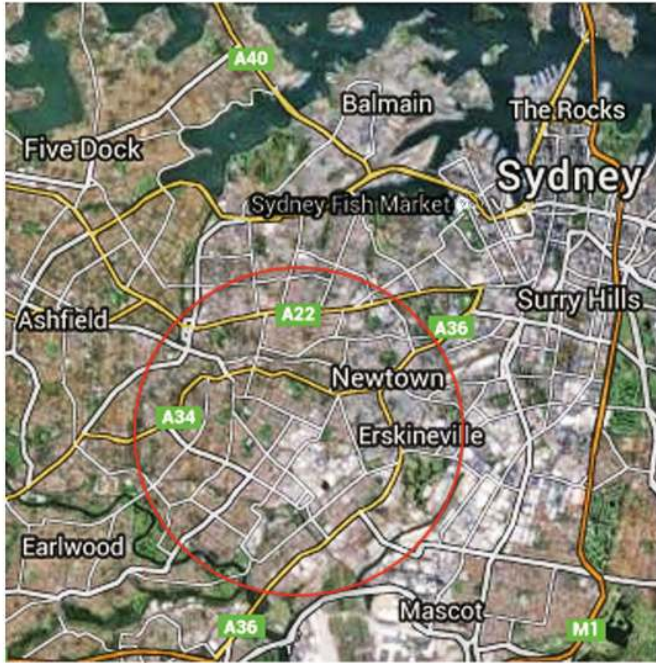 A40
Balmain
The Rocks
Five Dock
Sydney
Sydney Fish Market
Surry Hills
A22
Ashfield
A36
Newtown
A34
Erskineville
Earlwood
Mascot
A36
M1